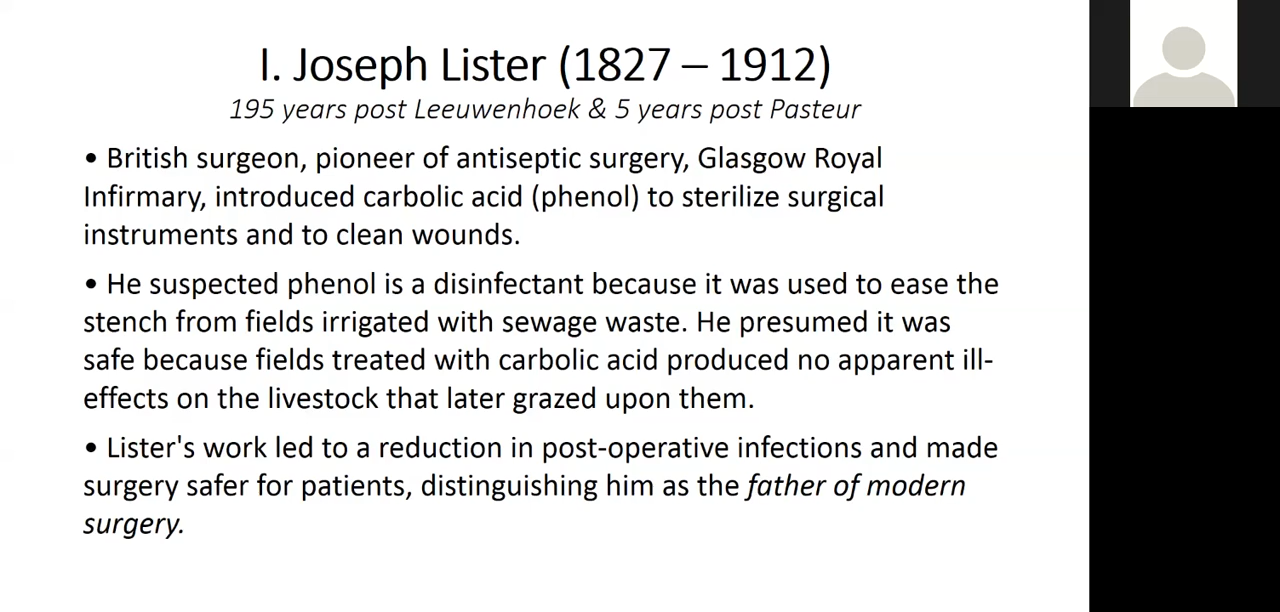 I. Joseph Lister (1827 – 1912)
195 years post Leeuwenhoek & 5 years post Pasteur
• British surgeon, pioneer of antiseptic surgery, Glasgow Royal
Infirmary, introduced carbolic acid (phenol) to sterilize surgical
instruments and to clean wounds.
• He suspected phenol is a disinfectant because it was used to ease the
stench from fields irrigated with sewage waste. He presumed it was
safe because fields treated with carbolic acid produced no apparent ill-
effects on the livestock that later grazed upon them.
• Lister's work led to a reduction in post-operative infections and made
surgery safer for patients, distinguishing him as the father of modern
surgery.